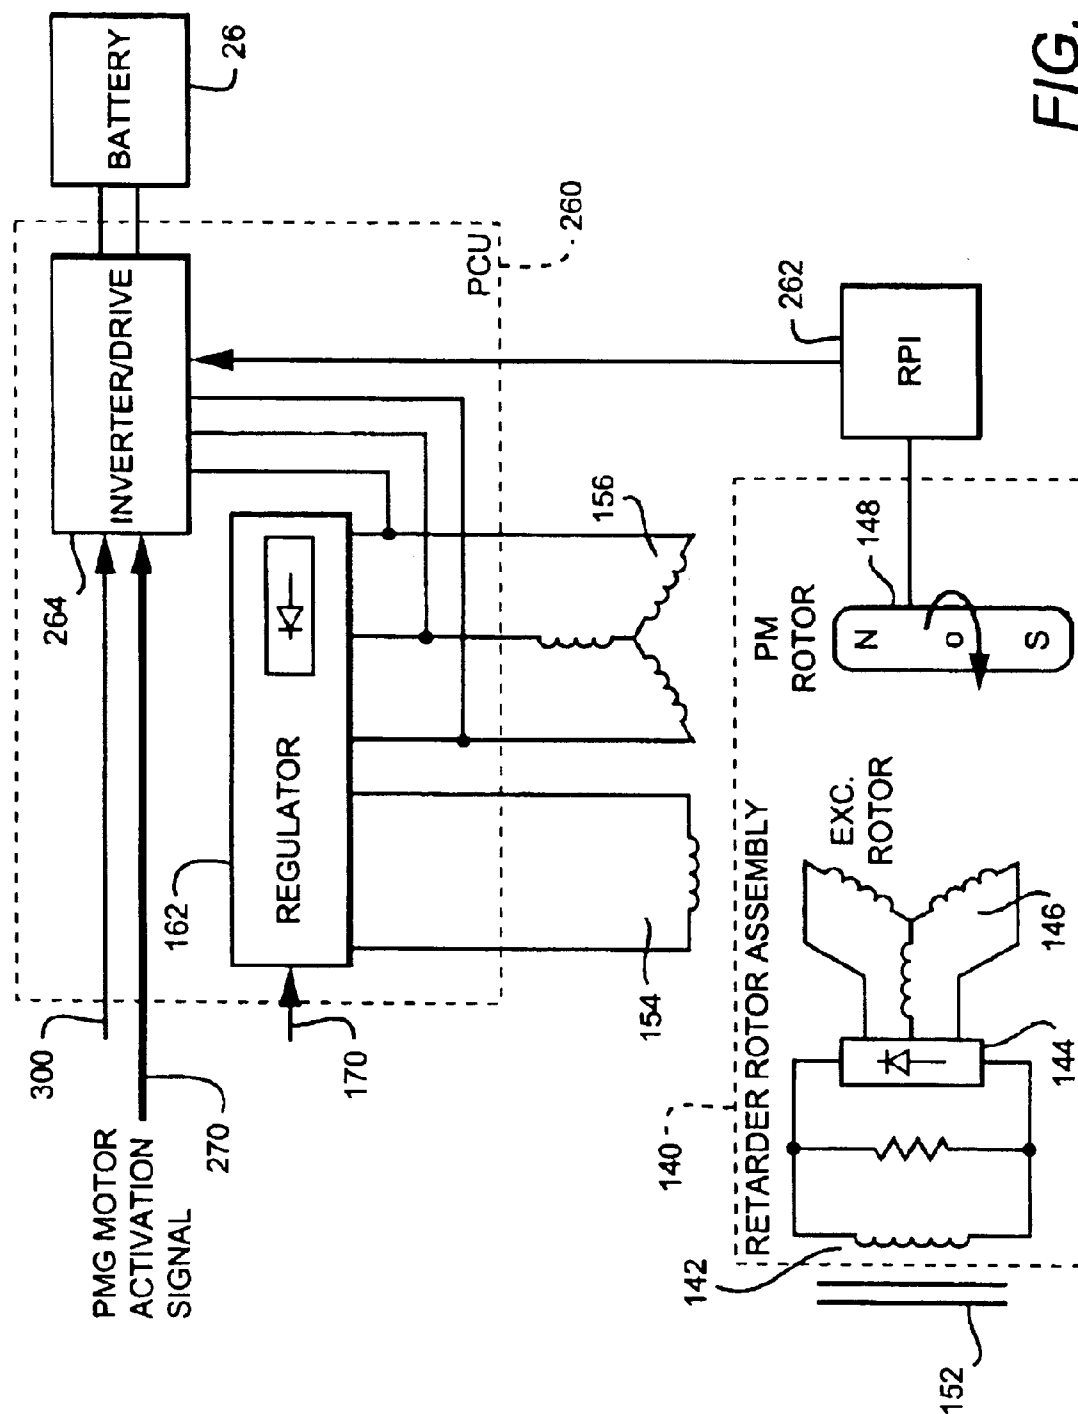 PMG MOTOR
ACTIVATION
SIGNAL
300
270
264
INVERTER/DRIVE
BATTERY
26
170
162
REGULATOR
PCU
260
154
156
262
RPI
140
RETARDER ROTOR ASSEMBLY
142
152
144
146
EXC.
ROTOR
PM
ROTOR
148
N
O
S
FIG.